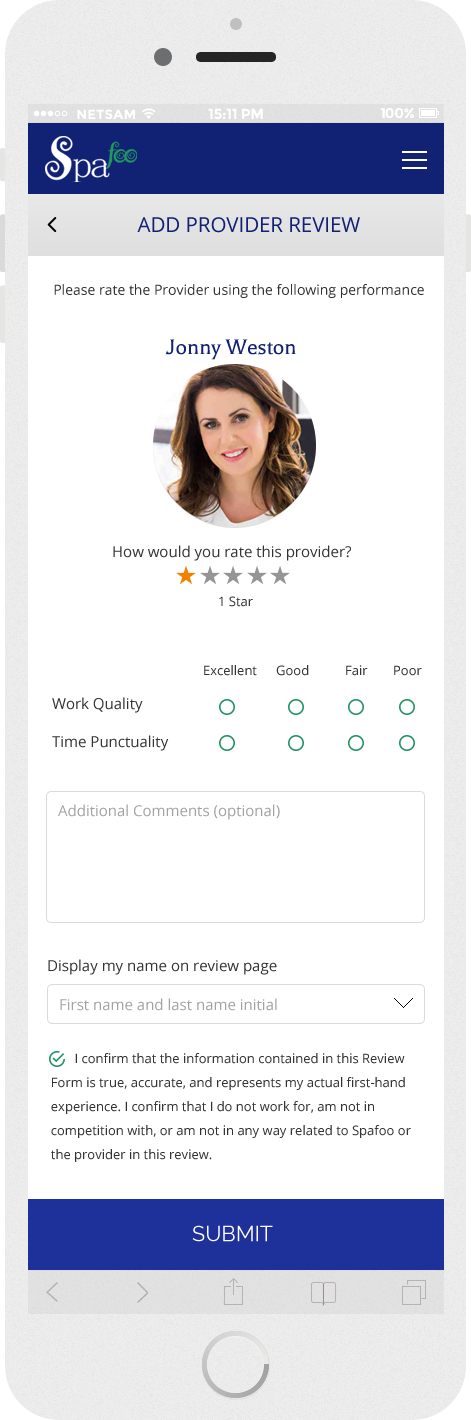 NETSAM 15:11 PM 100%
Spafoo
ADD PROVIDER REVIEW
Please rate the Provider using the following performance
Jonny Weston
How would you rate this provider?
1 Star
Excellent Good Fair Poor
Work Quality
Time Punctuality
Additional Comments (optional)
Display my name on review page
First name and last name initial
I confirm that the information contained in this Review
Form is true, accurate, and represents my actual first-hand
experience. I confirm that I do not work for, am not in
competition with, or am not in any way related to Spafoo or
the provider in this review.
SUBMIT